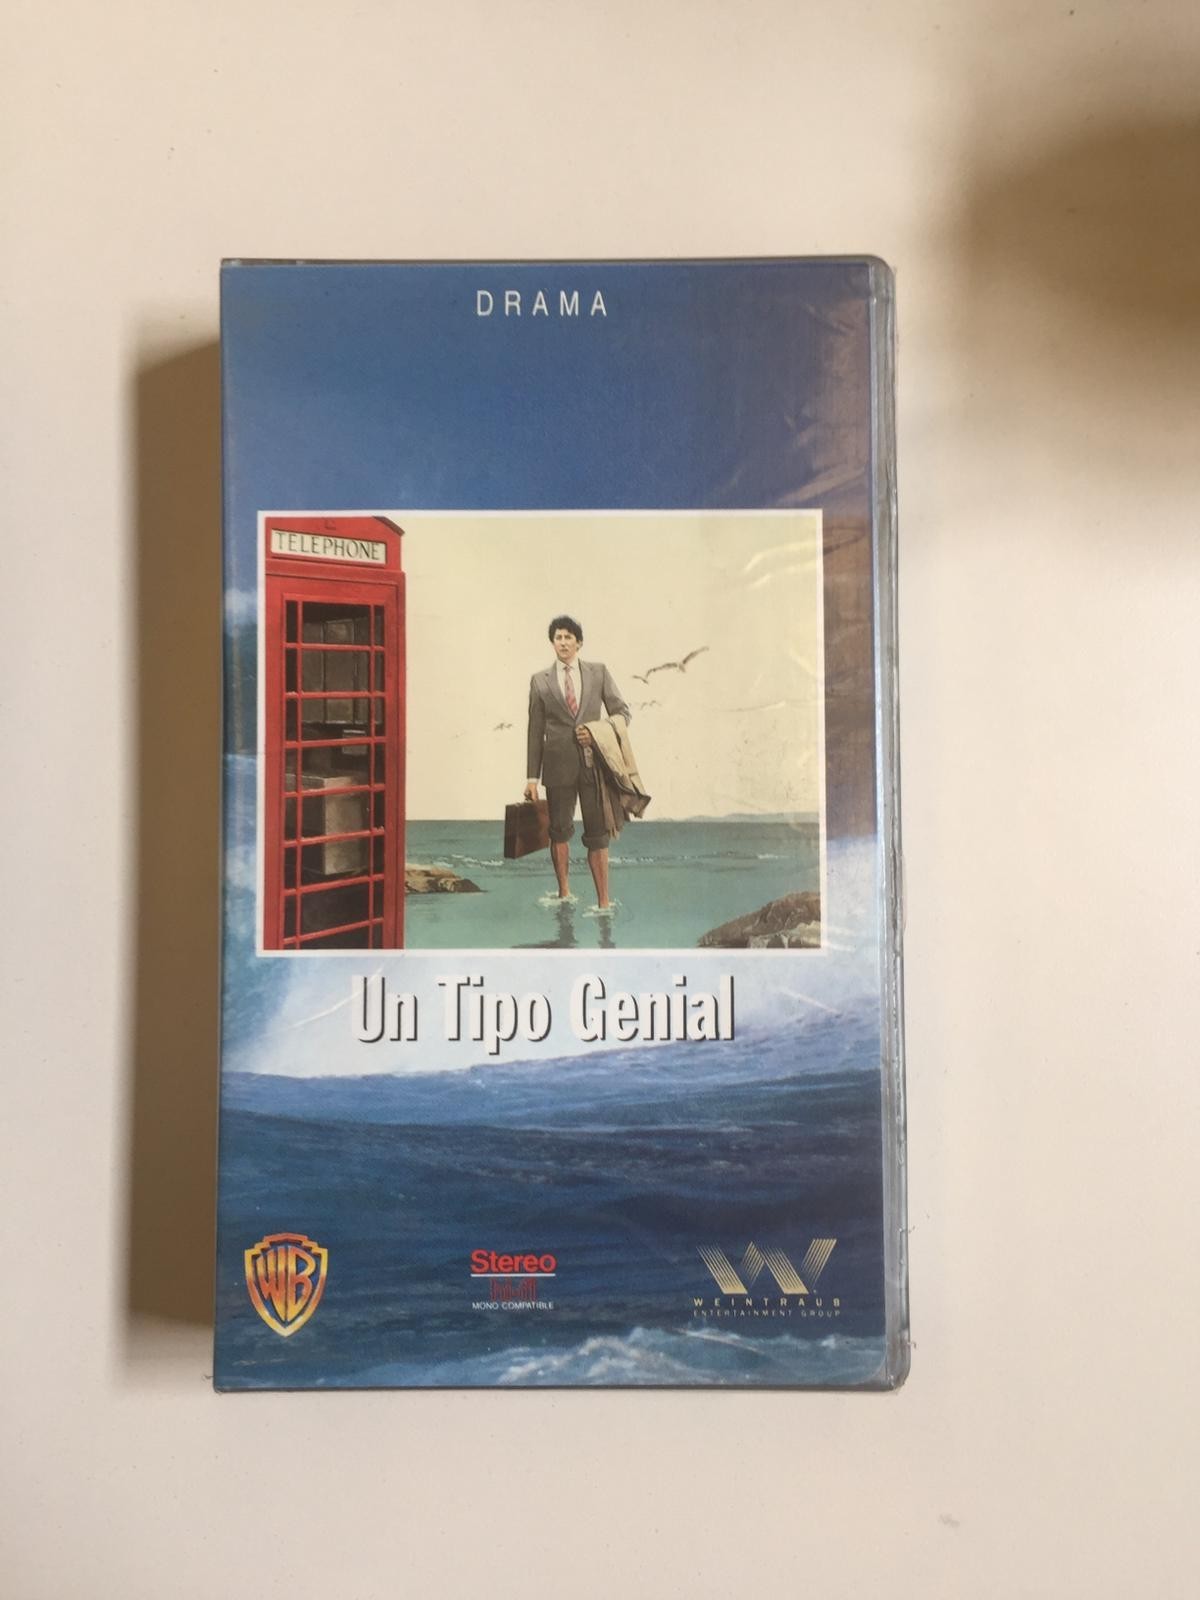 DRAMA
TELEPHONE
Un Tipo Genial
WB
Stereo
hi-fi
MONO COMPATIBLE
WEINTRAUB
ENTERTAINMENT GROUP